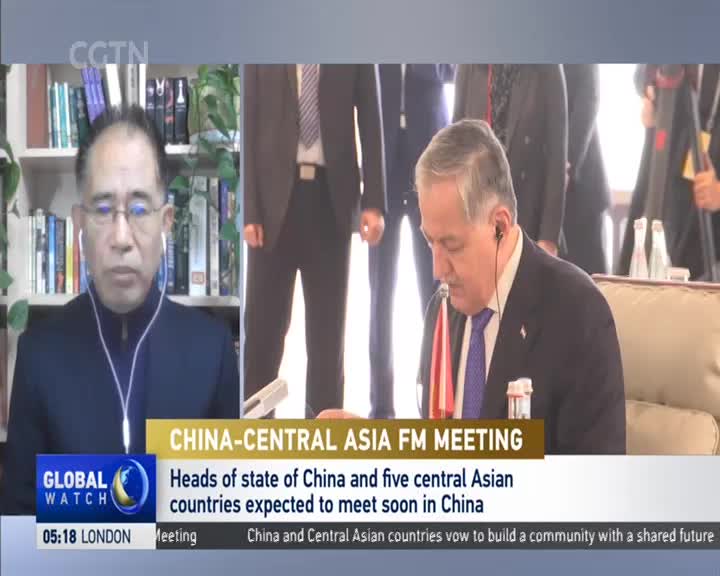 CGTN
CHINA-CENTRAL ASIA FM MEETING
Heads of state of China and five central Asian
countries expected to meet soon in China
GLOBAL
WATCH
05:18 LONDON
Meeting China and Central Asian countries vow to build a community with a shared future